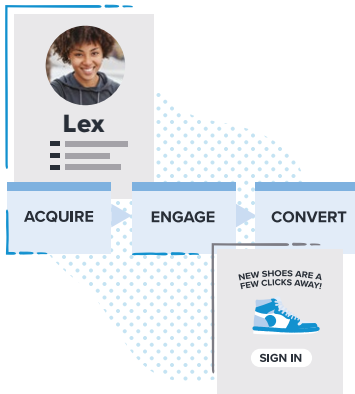 Lex
ACQUIRE
ENGAGE
CONVERT
NEW SHOES ARE A
FEW CLICKS AWAY!
SIGN IN